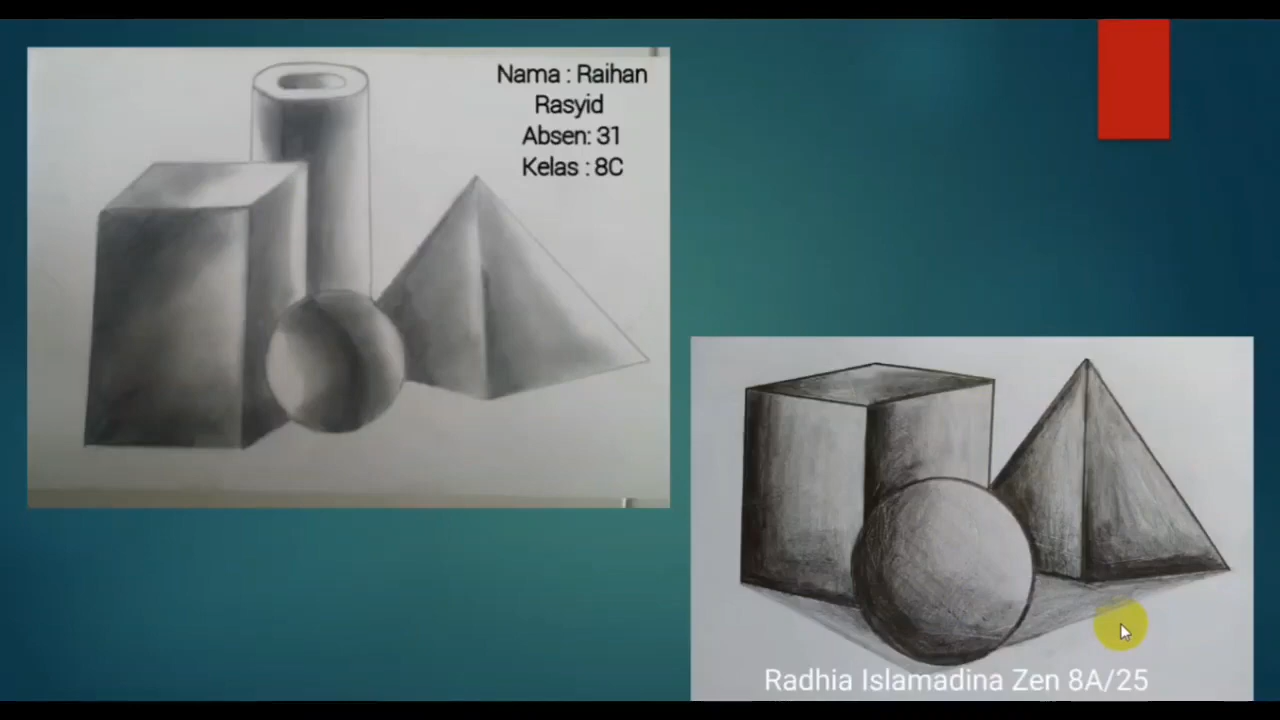 Nama : Raihan
Rasyid
Absen: 31
Kelas : 8C
Radhia Islamadina Zen 8A/25